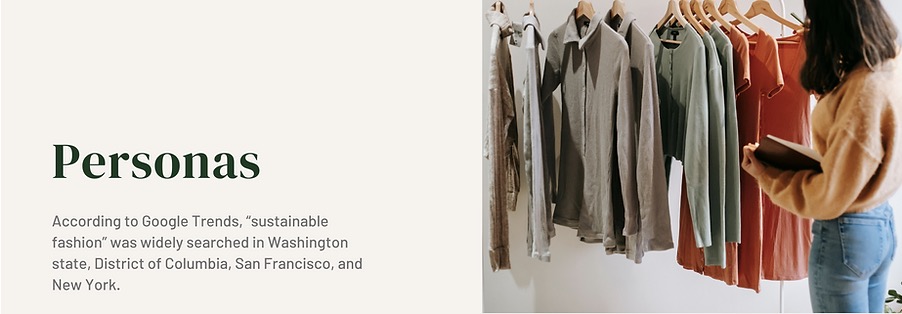 Personas
According to Google Trends, “sustainable
fashion” was widely searched in Washington
state, District of Columbia, San Francisco, and
New York.